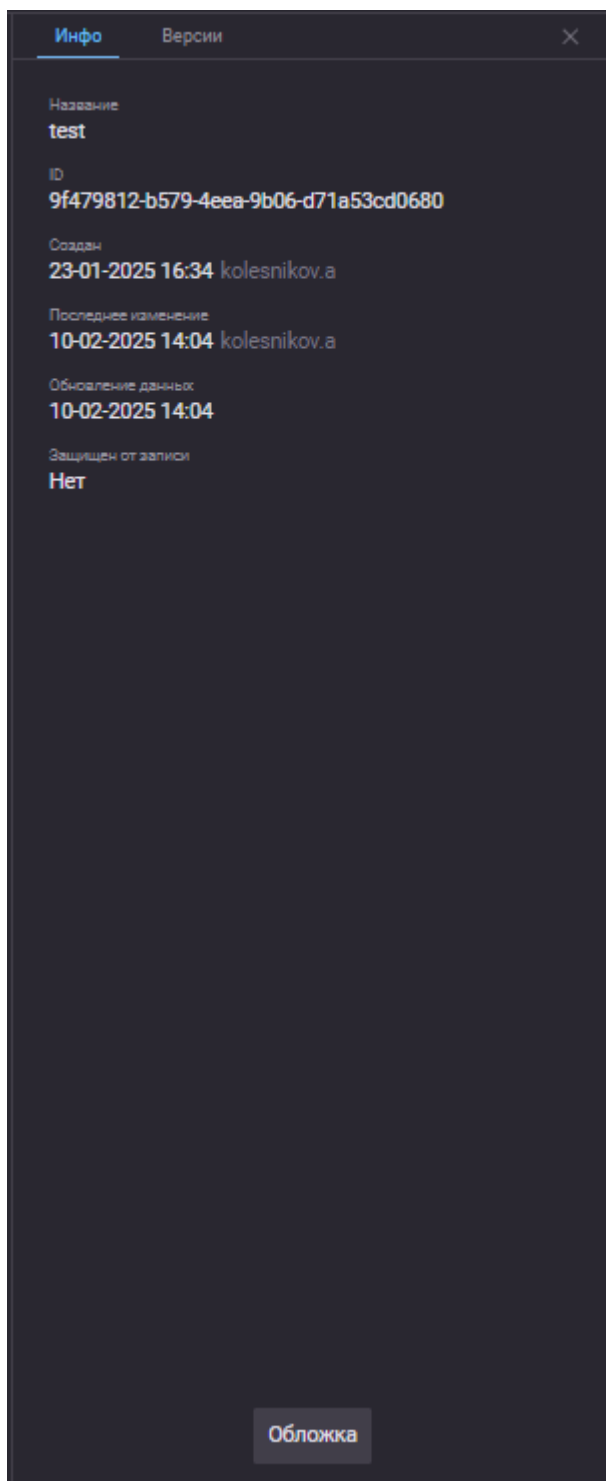 Инфо Версии
Название
test
ID
9f479812-b579-4eea-9b06-d71a53cd0680
Создан
23-01-2025 16:34 kolesnikov.a
Последнее изменение
10-02-2025 14:04 kolesnikov.a
Обновление данных
10-02-2025 14:04
Защищен от записи
Нет
Обложка